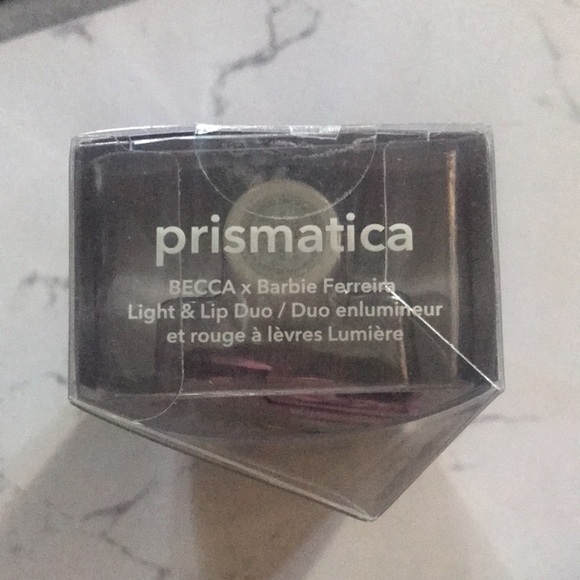 prismatica
BECCA x Barbie Ferreira
Light & Lip Duo / Duo enlumineur
et rouge à lèvres Lumière